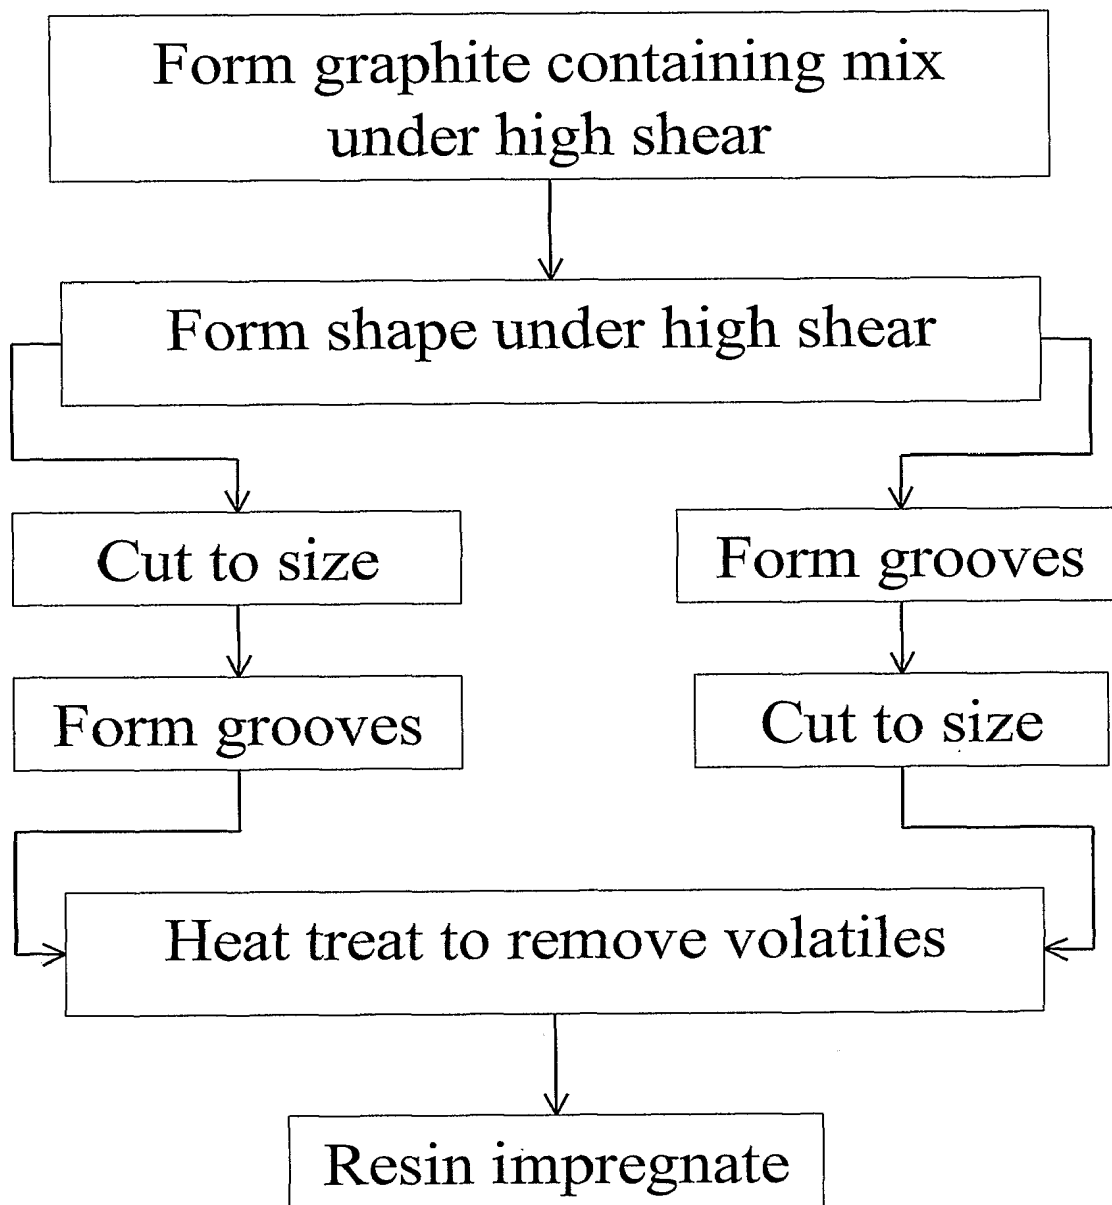 Form graphite containing mix
under high shear
Form shape under high shear
Cut to size
Form grooves
Form grooves
Cut to size
Heat treat to remove volatiles
Resin impregnate